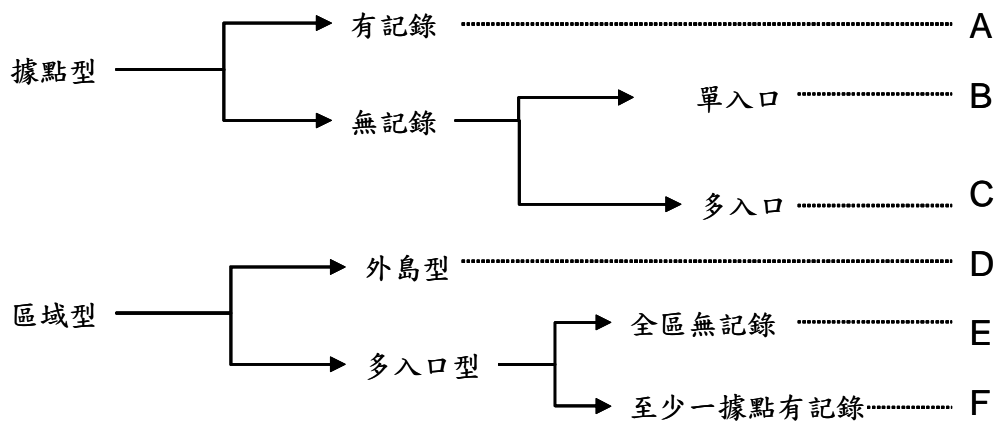 有記錄 A
據點型
單入口 B
無記錄
多入口 C
外島型 D
區域型
全區無記錄 E
多入口型
至少一據點有記錄 F